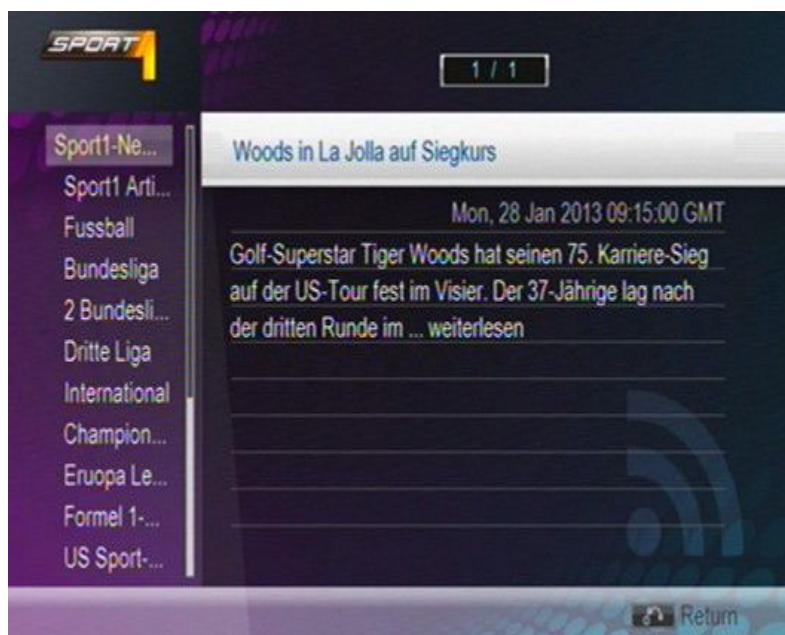 SPORT 1
1 / 1
Sport1-Ne...
Sport1 Arti...
Fussball
Bundesliga
2 Bundesli...
Dritte Liga
International
Champion...
Eruopa Le...
Formel 1-...
US Sport-...
Woods in La Jolla auf Siegkurs
Mon, 28 Jan 2013 09:15:00 GMT
Golf-Superstar Tiger Woods hat seinen 75. Karriere-Sieg
auf der US-Tour fest im Visier. Der 37-Jährige lag nach
der dritten Runde im ... weiterlesen
Return